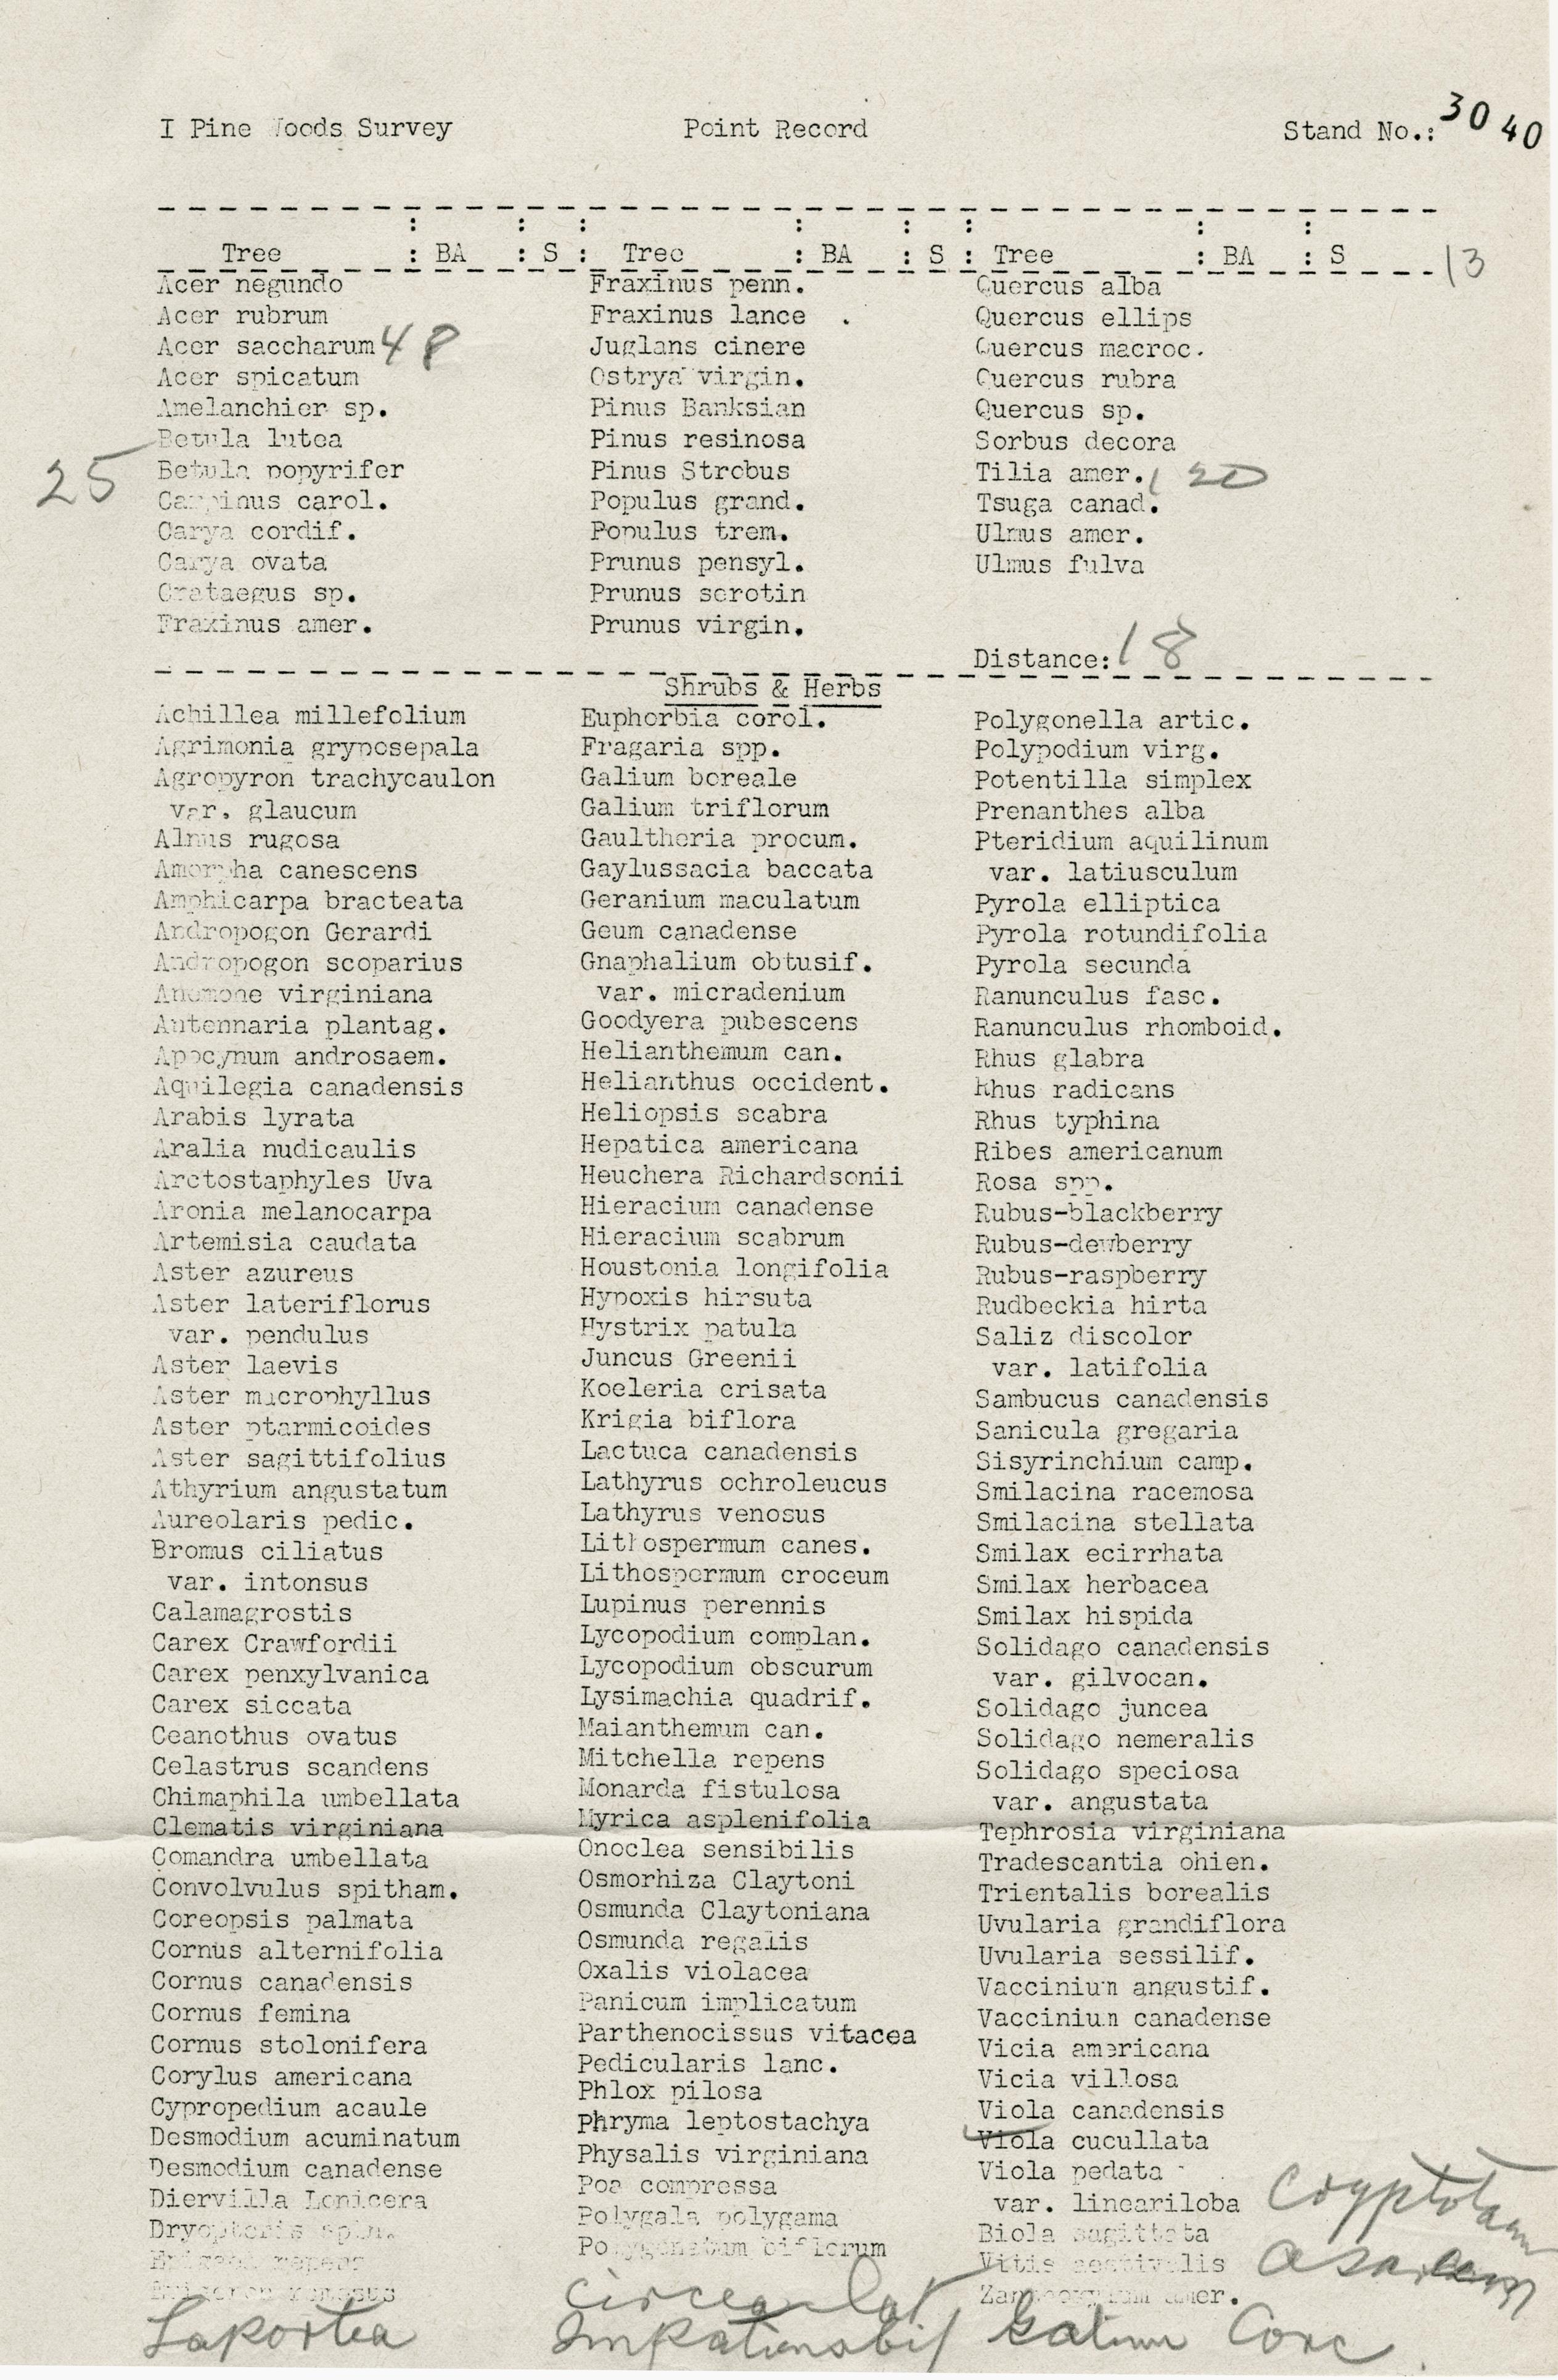 I Pine Woods Survey Point Record Stand No.: 30 40
Tree : BA : S : Tree : BA : S : Tree : BA : S 13
Acer negundo
Acer rubrum
Acer saccharum 48
Acer spicatum
Amelanchier sp.
Betula lutea
25 Betula popyrifer
Carpinus carol.
Carya cordif.
Carya ovata
Crataegus sp.
Fraxinus amer.
Fraxinus penn.
Fraxinus lance .
Juglans cinere
Ostrya virgin.
Pinus Banksian
Pinus resinosa
Pinus Strobus
Populus grand.
Populus trem.
Prunus pensyl.
Prunus serotin
Prunus virgin.
Quercus alba
Quercus ellips
Quercus macroc.
Quercus rubra
Quercus sp.
Sorbus decora
Tilia amer. 1 20
Tsuga canad.
Ulmus amer.
Ulmus fulva
Distance: 18
Shrubs & Herbs
Achillea millefolium
Agrimonia gryposepala
Agropyron trachycaulon
var. glaucum
Alnus rugosa
Amorpha canescens
Amphicarpa bracteata
Andropogon Gerardi
Andropogon scoparius
Anemone virginiana
Antennaria plantag.
Apocynum androsaem.
Aquilegia canadensis
Arabis lyrata
Aralia nudicaulis
Arctostaphyles Uva
Aronia melanocarpa
Artemisia caudata
Aster azureus
Aster lateriflorus
var. pendulus
Aster laevis
Aster macrophyllus
Aster ptarmicoides
Aster sagittifolius
Athyrium angustatum
Aureolaris pedic.
Bromus ciliatus
var. intonsus
Calamagrostis
Carex Crawfordii
Carex penxylvanica
Carex siccata
Ceanothus ovatus
Celastrus scandens
Chimaphila umbellata
Clematis virginiana
Comandra umbellata
Convolvulus spitham.
Coreopsis palmata
Cornus alternifolia
Cornus canadensis
Cornus femina
Cornus stolonifera
Corylus americana
Cypropedium acaule
Desmodium acuminatum
Desmodium canadense
Diervilla Lonicera
Dryopteris spin.
Laportea
Euphorbia corol.
Fragaria spp.
Galium boreale
Galium triflorum
Gaultheria procum.
Gaylussacia baccata
Geranium maculatum
Geum canadense
Gnaphalium obtusif.
var. micradenium
Goodyera pubescens
Helianthemum can.
Helianthus occident.
Heliopsis scabra
Hepatica americana
Heuchera Richardsonii
Hieracium canadense
Hieracium scabrum
Houstonia longifolia
Hypoxis hirsuta
Hystrix patula
Juncus Greenii
Koeleria crisata
Krigia biflora
Lactuca canadensis
Lathyrus ochroleucus
Lathyrus venosus
Lithospermum canes.
Lithospermum croceum
Lupinus perennis
Lycopodium complan.
Lycopodium obscurum
Lysimachia quadrif.
Maianthemum can.
Mitchella repens
Monarda fistulosa
Myrica asplenifolia
Onoclea sensibilis
Osmorhiza Claytoni
Osmunda Claytoniana
Osmunda regalis
Oxalis violacea
Panicum implicatum
Parthenocissus vitacea
Pedicularis lanc.
Phlox pilosa
Phryma leptostachya
Physalis virginiana
Poa compressa
Polygala polygama
Polygonatum biflorum
Circaea lat
Impatiens bif
Polygonella artic.
Polypodium virg.
Potentilla simplex
Prenanthes alba
Pteridium aquilinum
var. latiusculum
Pyrola elliptica
Pyrola rotundifolia
Pyrola secunda
Ranunculus fasc.
Ranunculus rhomboid.
Rhus glabra
Rhus radicans
Rhus typhina
Ribes americanum
Rosa spp.
Rubus-blackberry
Rubus-dewberry
Rubus-raspberry
Rudbeckia hirta
Saliz discolor
var. latifolia
Sambucus canadensis
Sanicula gregaria
Sisyrinchium camp.
Smilacina racemosa
Smilacina stellata
Smilax ecirrhata
Smilax herbacea
Smilax hispida
Solidago canadensis
var. gilvocan.
Solidago juncea
Solidago nemeralis
Solidago speciosa
var. angustata
Tephrosia virginiana
Tradescantia ohien.
Trientalis borealis
Uvularia grandiflora
Uvularia sessilif.
Vaccinium angustif.
Vaccinium canadense
Vicia americana
Vicia villosa
Viola canadensis
Viola cucullata
Viola pedata
var. lineariloba
Biola sagittata
Vitis aestivalis
Zanthoxylum amer.
Cryptotaen
Asarum
Galium Conc